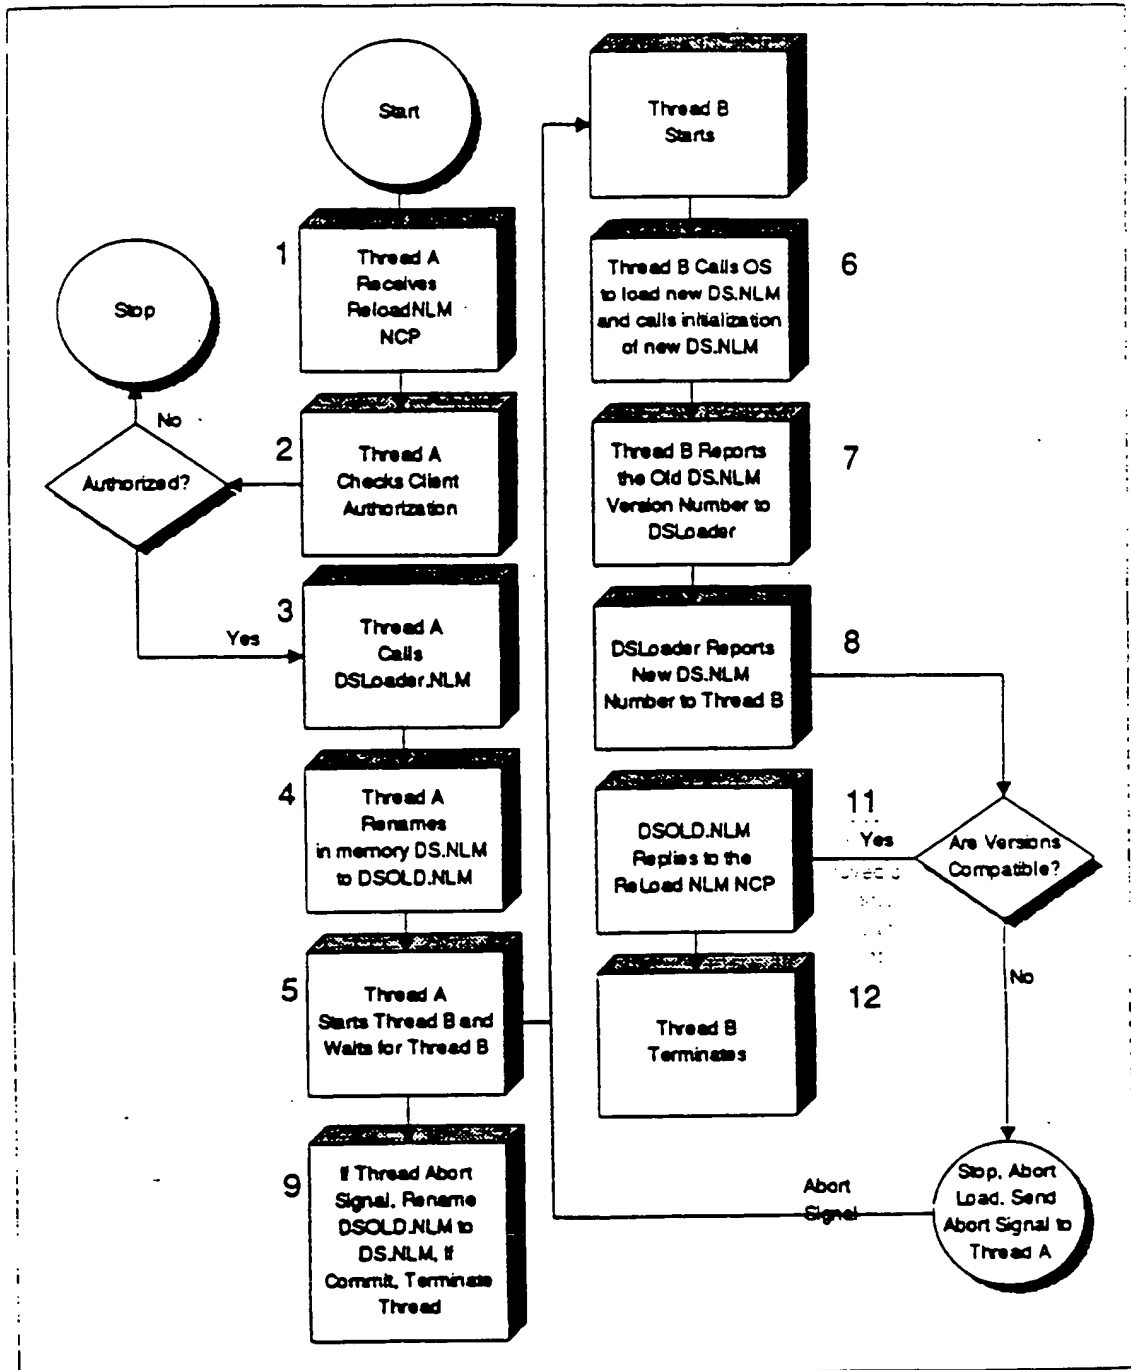 Start
1
Thread A
Receives
ReloadNLM
NCP
Stop
No
Authorized?
2
Thread A
Checks Client
Authorization
Yes
3
Thread A
Calls
DSLoader.NLM
4
Thread A
Renames
in memory DS.NLM
to DSOLD.NLM
5
Thread A
Starts Thread B and
Waits for Thread B
9
If Thread Abort
Signal, Rename
DSOLD.NLM to
DS.NLM, If
Commit, Terminate
Thread
Thread B
Starts
6
Thread B Calls OS
to load new DS.NLM
and calls initialization
of new DS.NLM
7
Thread B Reports
the Old DS.NLM
Version Number to
DSLoader
8
DSLoader Reports
New DS.NLM
Number to Thread B
Are Versions
Compatible?
11
Yes
DSOLD.NLM
Replies to the
ReLoad NLM NCP
12
Thread B
Terminates
No
Stop, Abort
Load, Send
Abort Signal to
Thread A
Abort
Signal